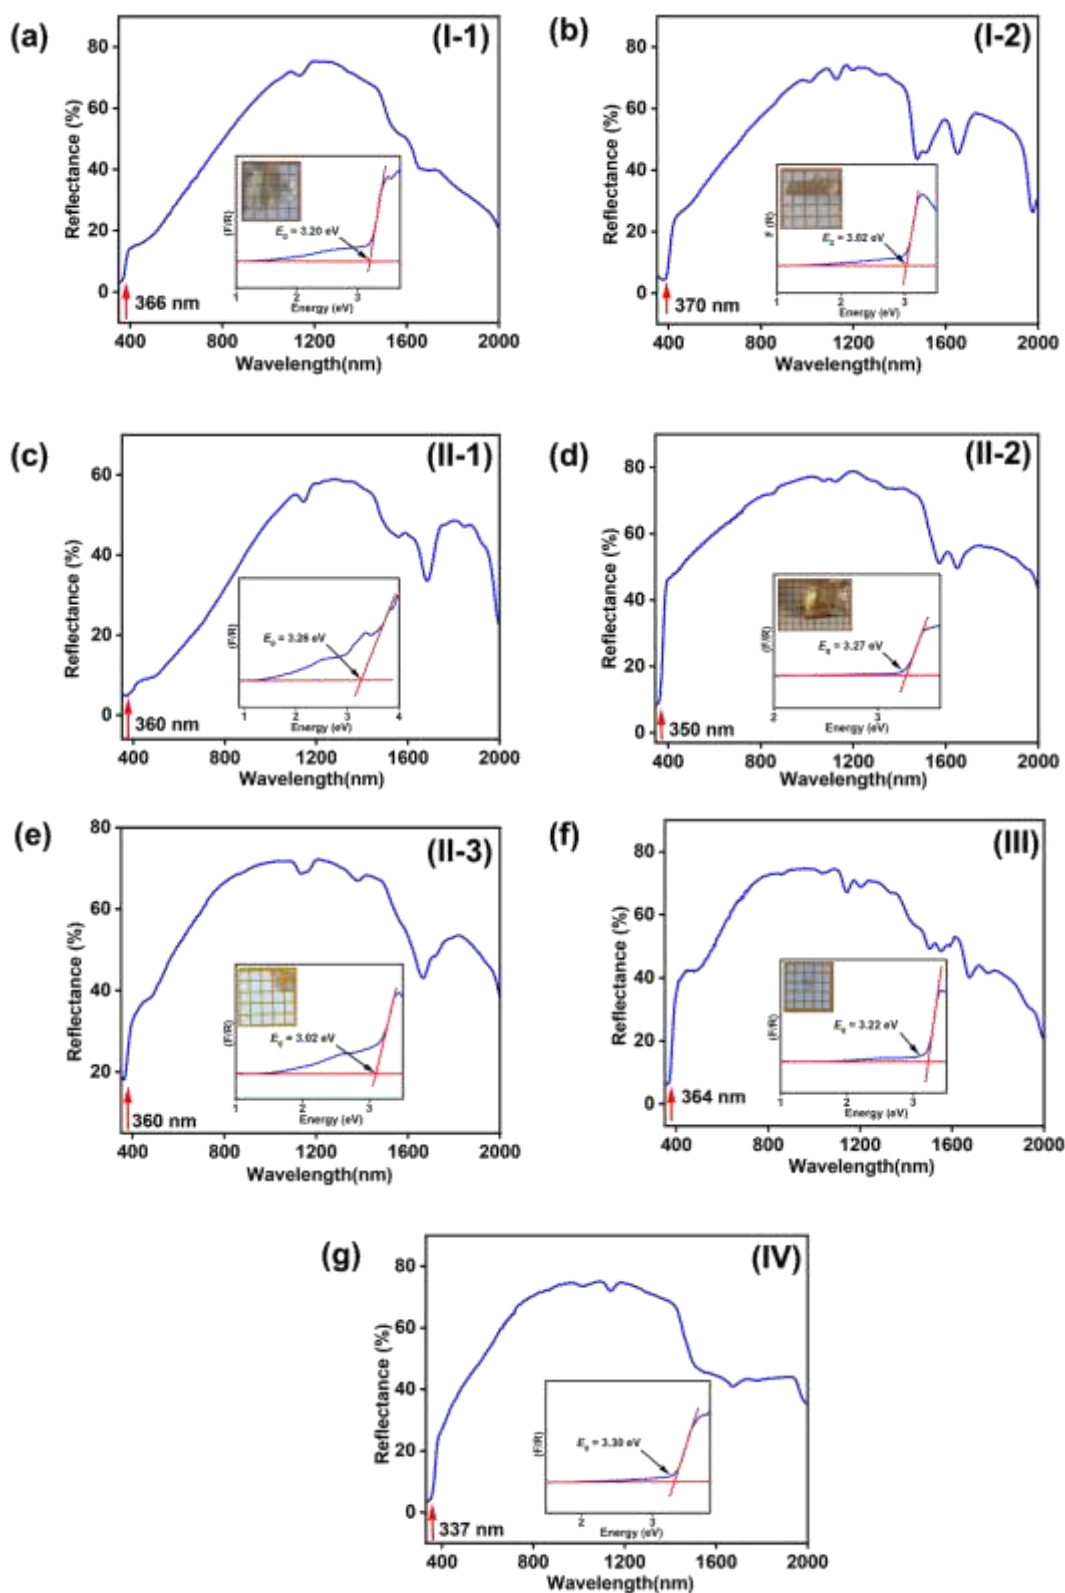 (a)
(I-1)
80
60
40
20
0
Reflectance (%)
(F/R)
E₀ = 3.20 eV
1
2
3
Energy (eV)
366 nm
400
800
1200
1600
2000
Wavelength(nm)
(b)
(I-2)
80
60
40
20
0
Reflectance (%)
F (R)
= 3.02 eV
1
2
3
Energy (eV)
370 nm
400
800
1200
1600
2000
Wavelength(nm)
(c)
(II-1)
60
40
20
0
Reflectance (%)
(F/R)
= 3.26 eV
1
2
3
4
Energy (eV)
360 nm
400
800
1200
1600
2000
Wavelength(nm)
(d)
(II-2)
80
60
40
20
0
Reflectance (%)
(F/R)
Eg = 3.27 eV
2
3
Energy (eV)
350 nm
400
800
1200
1600
2000
Wavelength(nm)
(e)
(II-3)
80
60
40
20
Reflectance (%)
(F/R)
Eg = 3.02 eV
1
2
3
Energy (eV)
360 nm
400
800
1200
1600
2000
Wavelength(nm)
(f)
(III)
80
60
40
20
0
Reflectance (%)
(F/R)
Eg = 3.22 eV
1
2
3
Energy (eV)
364 nm
400
800
1200
1600
2000
Wavelength(nm)
(g)
(IV)
80
60
40
20
0
Reflectance (%)
(F/R)
Eg = 3.30 eV
2
3
Energy (eV)
337 nm
400
800
1200
1600
2000
Wavelength(nm)